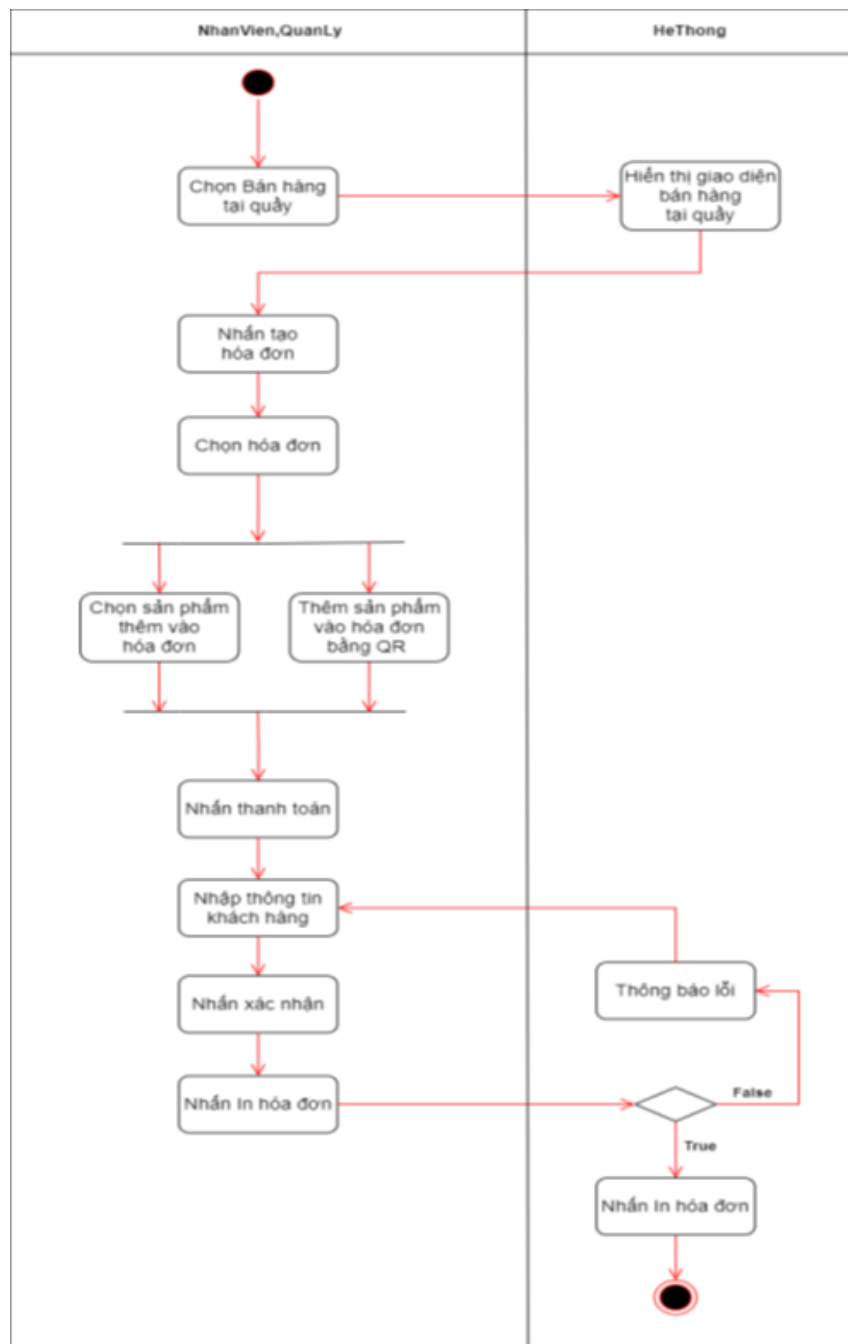 NhanVien,QuanLy
HeThong
Chọn Bán hàng
tại quầy
Hiển thị giao diện
bán hàng
tại quầy
Nhấn tạo
hóa đơn
Chọn hóa đơn
Chọn sản phẩm
thêm vào
hóa đơn
Thêm sản phẩm
vào hóa đơn
bằng QR
Nhấn thanh toán
Nhập thông tin
khách hàng
Thông báo lỗi
Nhấn xác nhận
Nhấn In hóa đơn
False
True
Nhấn In hóa đơn